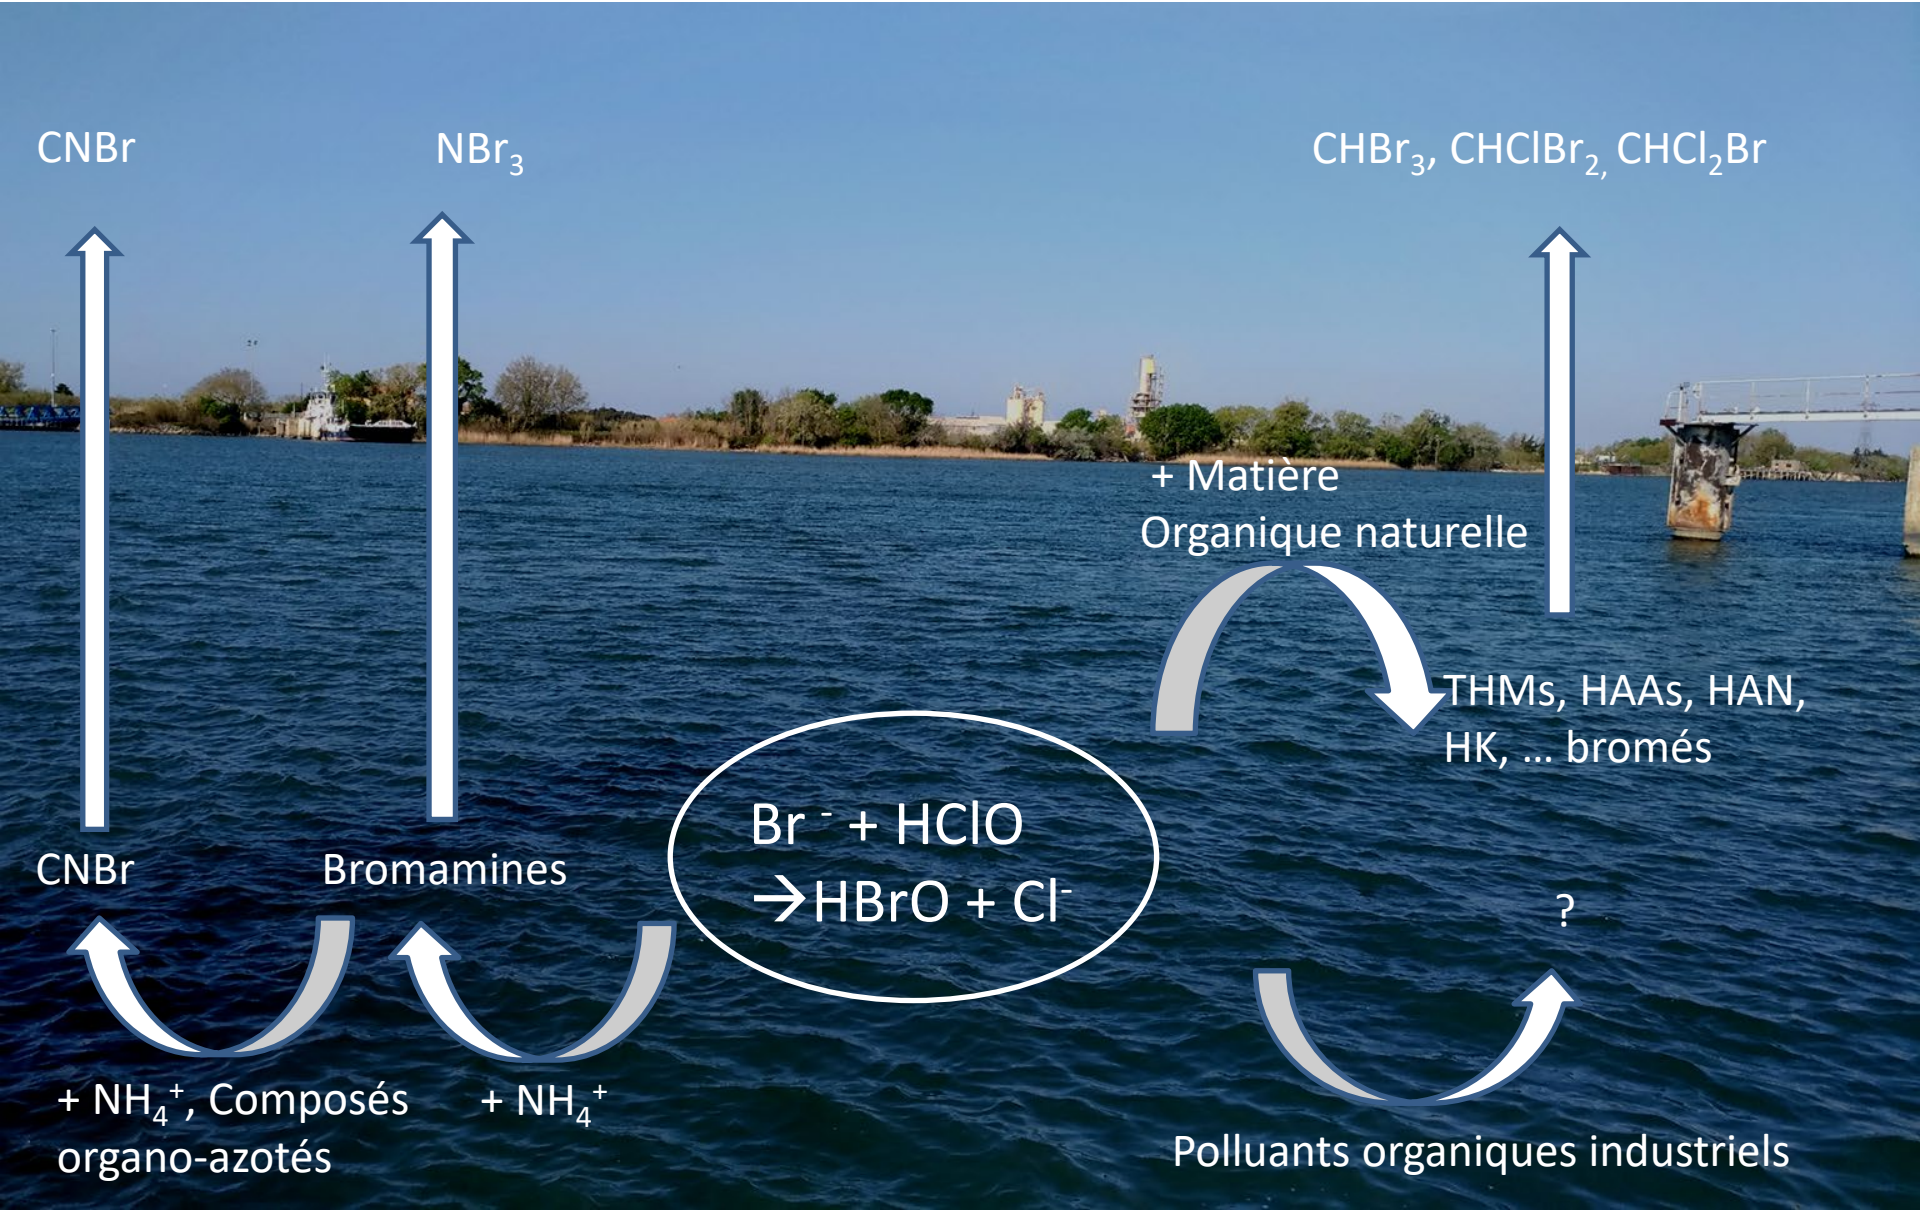 CNBr
NBr₃
CHBr₃, CHClBr₂, CHCl₂Br
+ Matière
Organique naturelle
THMs, HAAs, HAN,
HK, ... bromés
Br ⁻ + HClO
→HBrO + Cl⁻
CNBr
Bromamines
?
+ NH₄⁺, Composés
organo-azotés
+ NH₄⁺
Polluants organiques industriels